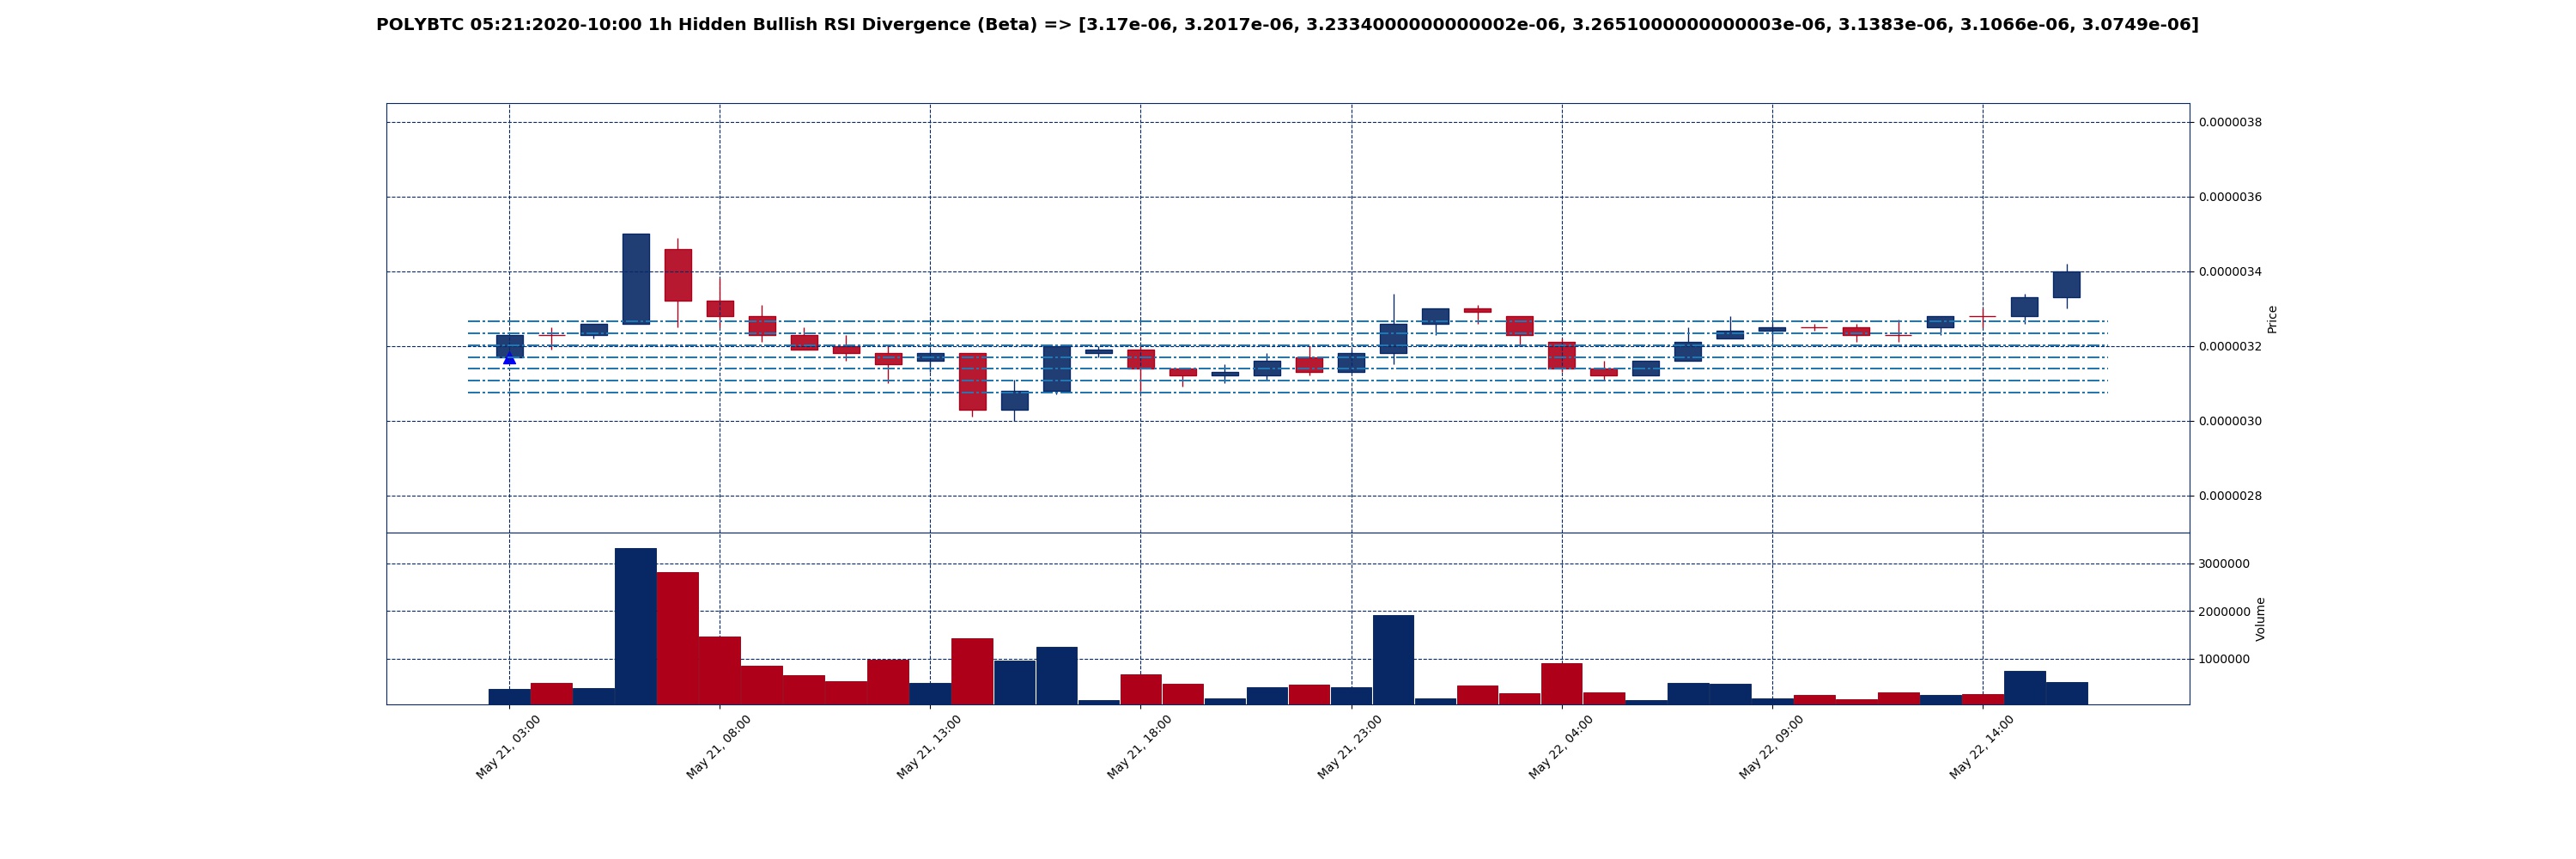 POLYBTC 05:21:2020-10:00 1h Hidden Bullish RSI Divergence (Beta) => [3.17e-06, 3.2017e-06, 3.2334000000000002e-06, 3.2651000000000003e-06, 3.1383e-06, 3.1066e-06, 3.0749e-06]
0.0000038
0.0000036
0.0000034
0.0000032
0.0000030
0.0000028
Price
3000000
2000000
1000000
Volume
May 21, 03:00
May 21, 08:00
May 21, 13:00
May 21, 18:00
May 21, 23:00
May 22, 04:00
May 22, 09:00
May 22, 14:00